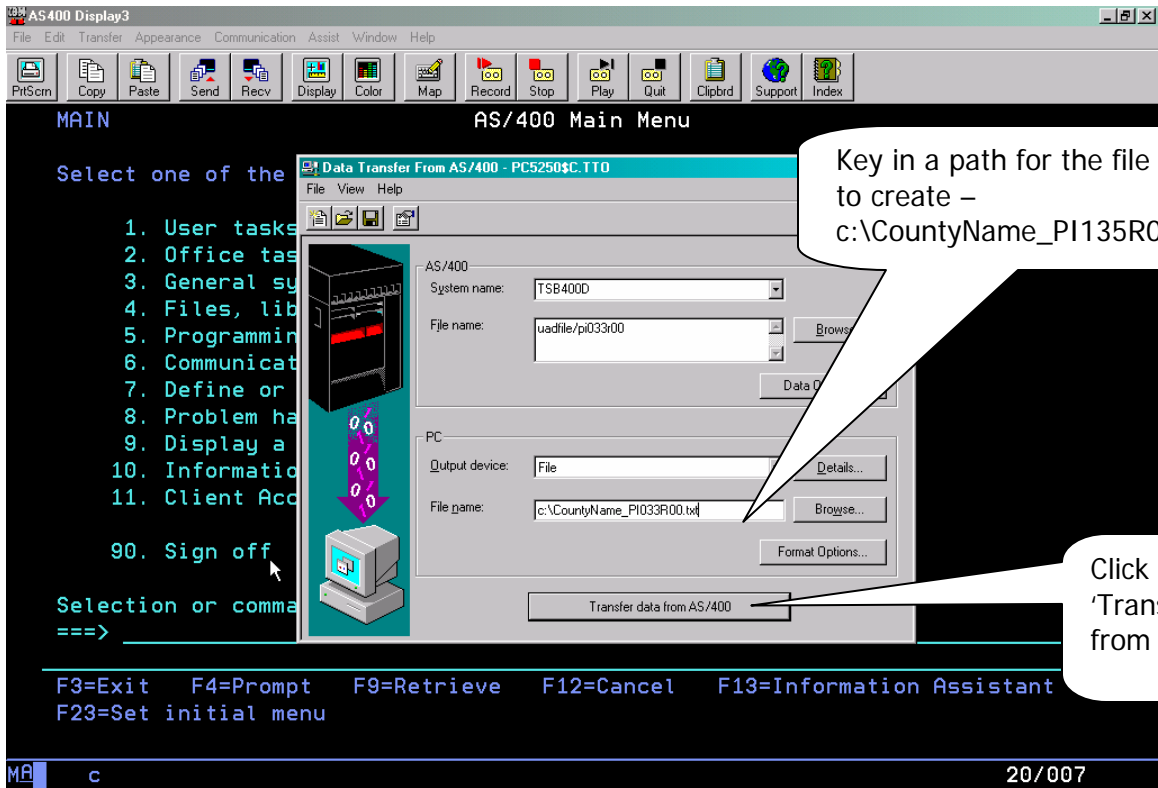 AS400 Display3
File Edit Transfer Appearance Communication Assist Window Help
PrtScrn Copy Paste Send Recv Display Color Map Record Stop Play Quit Clipbrd Support Index
MAIN AS/400 Main Menu
Select one of the
1. User tasks
2. Office tas
3. General sy
4. Files, lib
5. Programmin
6. Communicat
7. Define or
8. Problem ha
9. Display a
10. Informatio
11. Client Acc
90. Sign off
Selection or comma
===>
F3=Exit F4=Prompt F9=Retrieve F12=Cancel F13=Information Assistant
F23=Set initial menu
MA c 20/007
Data Transfer From AS/400 - PC5250$C.TTO
File View Help
AS/400
System name: TSB400D
File name: uadfile/pi033r00
Brows
Data O
PC
Output device: File
Details...
File name: c:\CountyName_PI033R00.txt
Browse...
Format Options...
Transfer data from AS/400
Key in a path for the file
to create –
c:\CountyName_PI135R0
Click
‘Trans
from